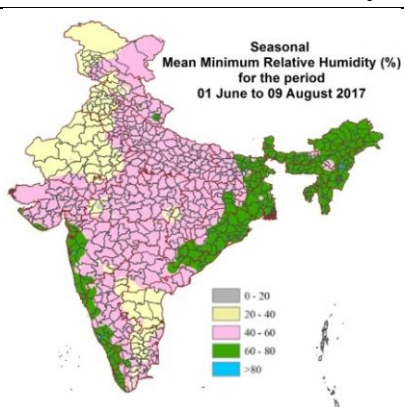 Seasonal
Mean Minimum Relative Humidity (%)
for the period
01 June to 09 August 2017
0 - 20
20 - 40
40 - 60
60 - 80
>80